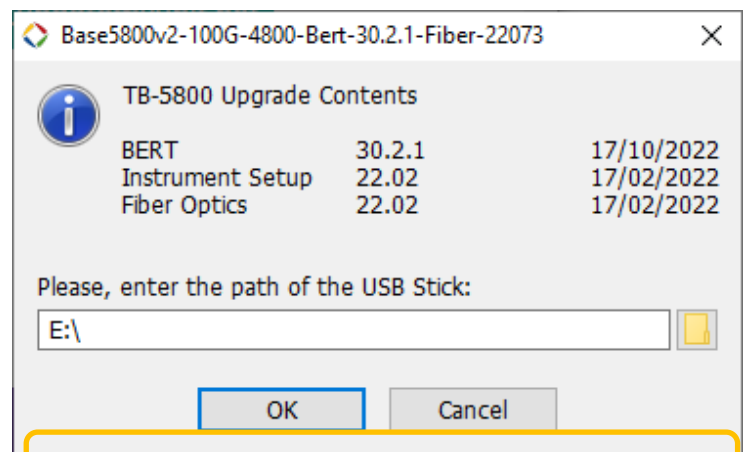 Base5800v2-100G-4800-Bert-30.2.1-Fiber-22073
TB-5800 Upgrade Contents
BERT 30.2.1 17/10/2022
Instrument Setup 22.02 17/02/2022
Fiber Optics 22.02 17/02/2022
Please, enter the path of the USB Stick:
E:\
OK Cancel